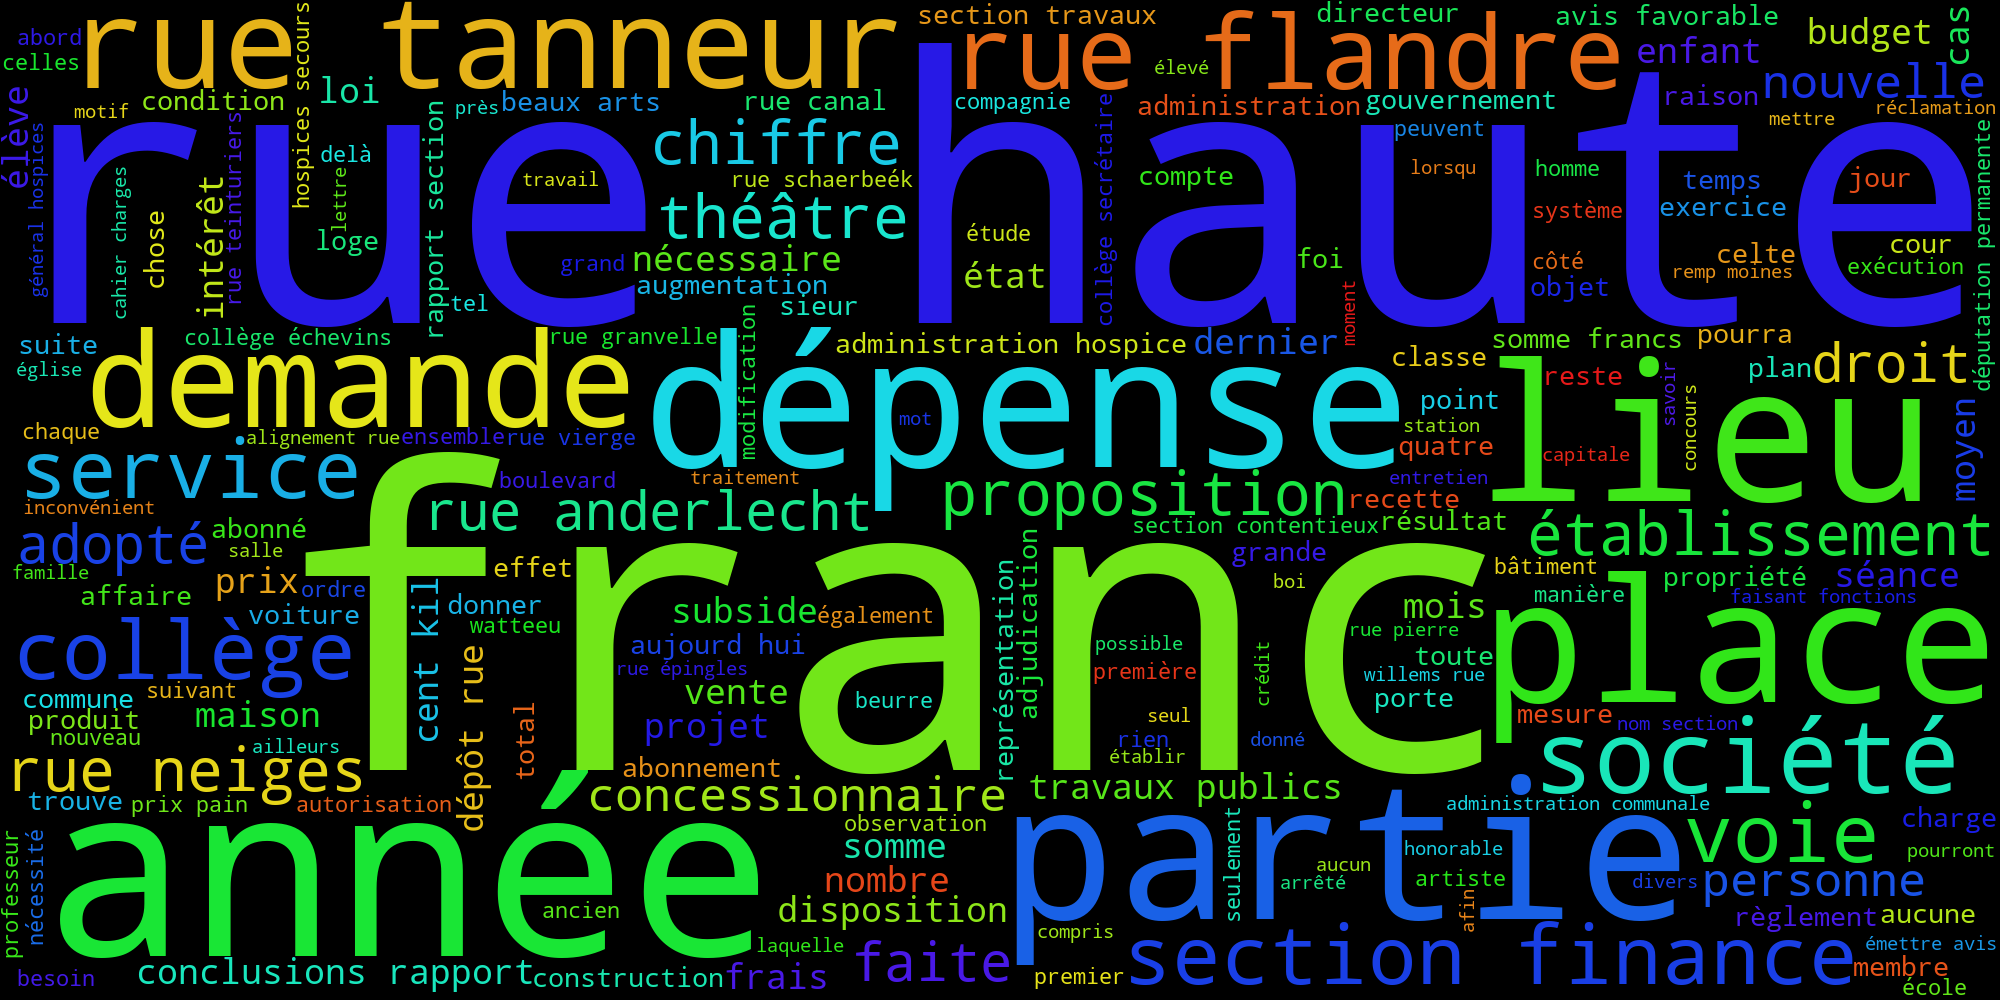 rue haute
franc
rue tanneur
rue flandre
demande
dépense
lieu
place
année
partie
section finance
société
voie
établissement
droit
proposition
rue anderlecht
service
adopté
collège
rue neiges
concessionnaire
théâtre
chiffre
nouvelle
faite
personne
conclusions rapport
disposition
travaux publics
section travaux
directeur
avis favorable
budget
cas
enfant
élevé
abord
celles
hospices secours
élève
motif
condition
loi
près
beaux arts
rue canal
compagnie
administration
gouvernement
raison
réclamation
mettre
peuvent
général hospices
rue teinturiers
rapport section
delà
lettre
travail
rue schaerbeék
collège secrétaire
compte
lorsqu
homme
temps
jour
système
exercice
députation permanente
cahier charges
chose
intérêt
loge
grand
nécessaire
étude
état
foi
côté
objet
celte
cour
remp moines
exécution
augmentation
tel
sieur
moment
suite
église
collège échevins
rue granvelle
modification
administration hospice
dernier
classe
somme francs
pourra
reste
plan
savoir
concours
point
station
quatre
capitale
moyen
mot
chaque
alignement rue
ensemble
rue vierge
boulevard
traitement
entretien
recette
inconvénient
section contentieux
résultat
abonné
salle
famille
affaire
prix
ordre
voiture
effet
cent kil
donner
watteeu
subside
également
aujourd hui
rue épingles
représentation
adjudication
grande
boi
bâtiment
manière
propriété
séance
faisant fonctions
mois
rue pierre
possible
toute
première
crédit
willems rue
porte
commune
suivant
produit
maison
nouveau
ailleurs
dépôt rue
total
vente
beurre
projet
seul
rien
donné
établir
mesure
nom section
abonnement
trouve
prix pain
autorisation
administration communale
charge
pourront
observation
somme
seulement
honorable
aucun
arrêté
artiste
divers
nombre
afin
règlement
aucune
professeur
nécessité
ancien
laquelle
compris
premier
émettre avis
membre
école
besoin
construction
frais